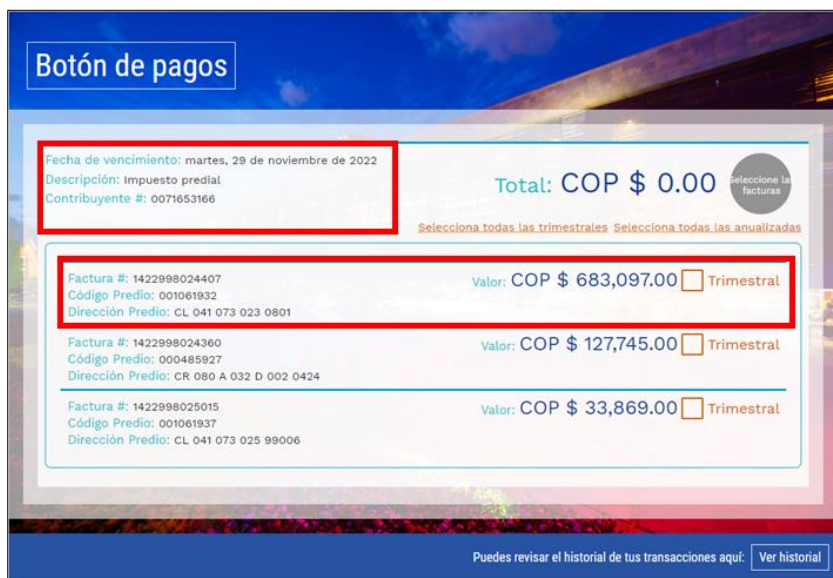 Botón de pagos
Fecha de vencimiento: martes, 29 de noviembre de 2022
Descripción: Impuesto predial
Contribuyente #: 0071653166
Total: COP $ 0.00
Seleccione las
facturas
Selecciona todas las trimestrales Selecciona todas las anualizadas
Factura #: 1422998024407
Valor: COP $ 683,097.00 Trimestral
Código Predio: 001061932
Dirección Predio: CL 041 073 023 0801
Factura #: 1422998024360
Valor: COP $ 127,745.00 Trimestral
Código Predio: 000485927
Dirección Predio: CR 080 A 032 D 002 0424
Factura #: 1422998025015
Valor: COP $ 33,869.00 Trimestral
Código Predio: 001061937
Dirección Predio: CL 041 073 025 99006
Puedes revisar el historial de tus transacciones aquí: Ver historial